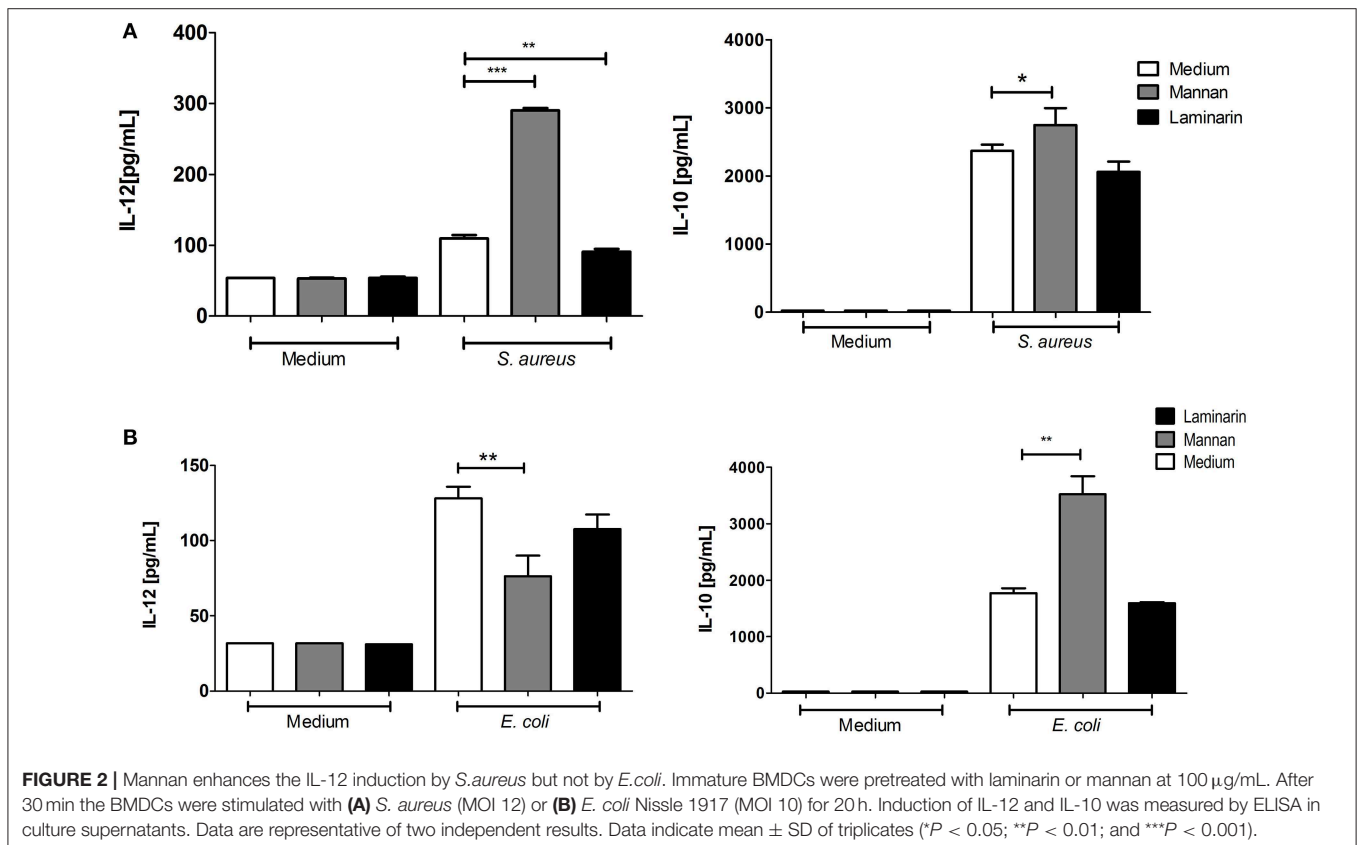 A
400
300
200
100
0
IL-12[pg/mL]
***
**
Medium
S. aureus
4000
3000
2000
1000
0
IL-10 [pg/mL]
*
Medium
S. aureus
Medium
Mannan
Laminarin
B
150
100
50
0
IL-12 [pg/mL]
**
Medium
E. coli
4000
3000
2000
1000
0
IL-10 [pg/mL]
**
Medium
E. coli
Laminarin
Mannan
Medium
FIGURE 2 | Mannan enhances the IL-12 induction by S.aureus but not by E.coli. Immature BMDCs were pretreated with laminarin or mannan at 100 μg/mL. After
30 min the BMDCs were stimulated with (A) S. aureus (MOI 12) or (B) E. coli Nissle 1917 (MOI 10) for 20 h. Induction of IL-12 and IL-10 was measured by ELISA in
culture supernatants. Data are representative of two independent results. Data indicate mean ± SD of triplicates (*P < 0.05; **P < 0.01; and ***P < 0.001).